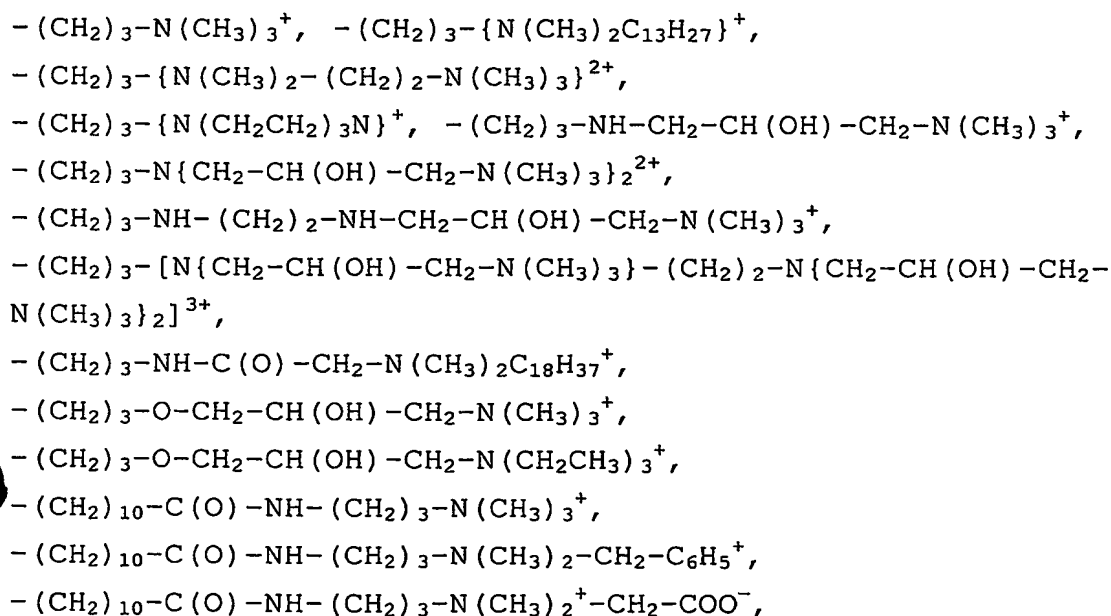 -(CH₂)₃-N(CH₃)₃⁺, -(CH₂)₃-{N(CH₃)₂C₁₃H₂₇}⁺,
-(CH₂)₃-{N(CH₃)₂-(CH₂)₂-N(CH₃)₃}²⁺,
-(CH₂)₃-{N(CH₂CH₂)₃N}⁺, -(CH₂)₃-NH-CH₂-CH(OH)-CH₂-N(CH₃)₃⁺,
-(CH₂)₃-N{CH₂-CH(OH)-CH₂-N(CH₃)₃}₂²⁺,
-(CH₂)₃-NH-(CH₂)₂-NH-CH₂-CH(OH)-CH₂-N(CH₃)₃⁺,
-(CH₂)₃-[N{CH₂-CH(OH)-CH₂-N(CH₃)₃}-(CH₂)₂-N{CH₂-CH(OH)-CH₂-
N(CH₃)₃}₂]³⁺,
-(CH₂)₃-NH-C(O)-CH₂-N(CH₃)₂C₁₈H₃₇⁺,
-(CH₂)₃-O-CH₂-CH(OH)-CH₂-N(CH₃)₃⁺,
-(CH₂)₃-O-CH₂-CH(OH)-CH₂-N(CH₂CH₃)₃⁺,
-(CH₂)₁₀-C(O)-NH-(CH₂)₃-N(CH₃)₃⁺,
-(CH₂)₁₀-C(O)-NH-(CH₂)₃-N(CH₃)₂-CH₂-C₆H₅⁺,
-(CH₂)₁₀-C(O)-NH-(CH₂)₃-N(CH₃)₂⁺-CH₂-COO⁻,